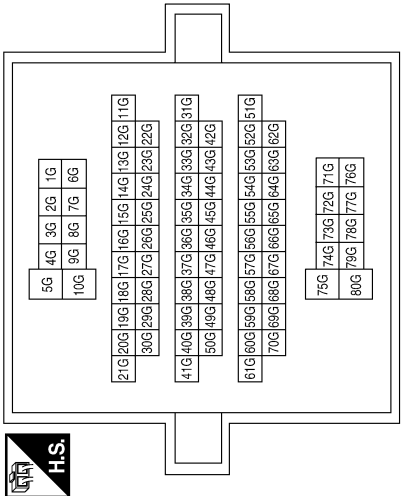 H.S.
5G 4G 3G 2G 1G
10G 9G 8G 7G 6G
21G 20G 19G 18G 17G 16G 15G 14G 13G 12G 11G
30G 29G 28G 27G 26G 25G 24G 23G 22G
41G 40G 39G 38G 37G 36G 35G 34G 33G 32G 31G
50G 49G 48G 47G 46G 45G 44G 43G 42G
61G 60G 59G 58G 57G 56G 55G 54G 53G 52G 51G
70G 69G 68G 67G 66G 65G 64G 63G 62G
75G 74G 73G 72G 71G
80G 79G 78G 77G 76G